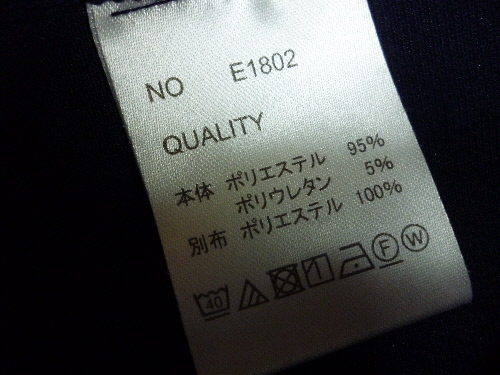 NO E1802
QUALITY
本体 ポリエステル 95%
ポリウレタン 5%
別布 ポリエステル 100%
40 F W